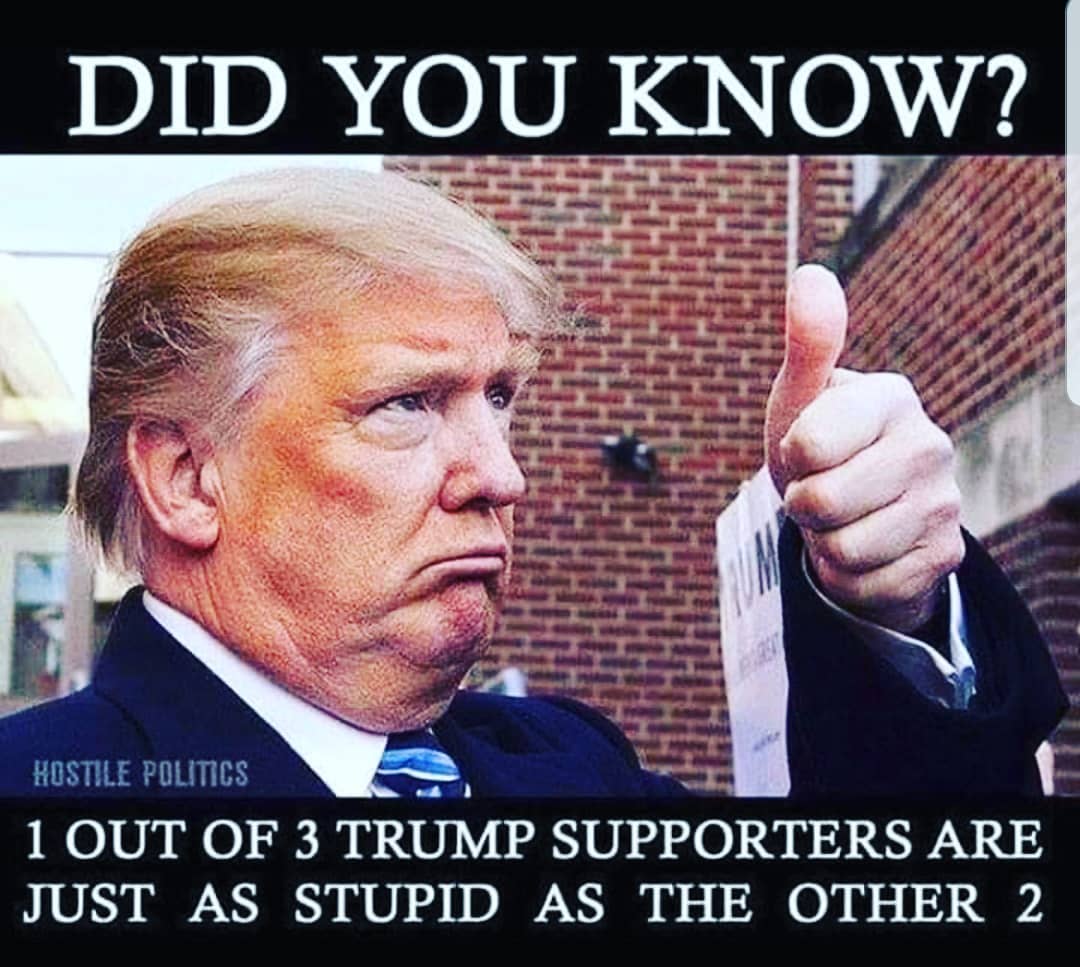 DID YOU KNOW?
UM
HOSTILE POLITICS
1 OUT OF 3 TRUMP SUPPORTERS ARE
JUST AS STUPID AS THE OTHER 2